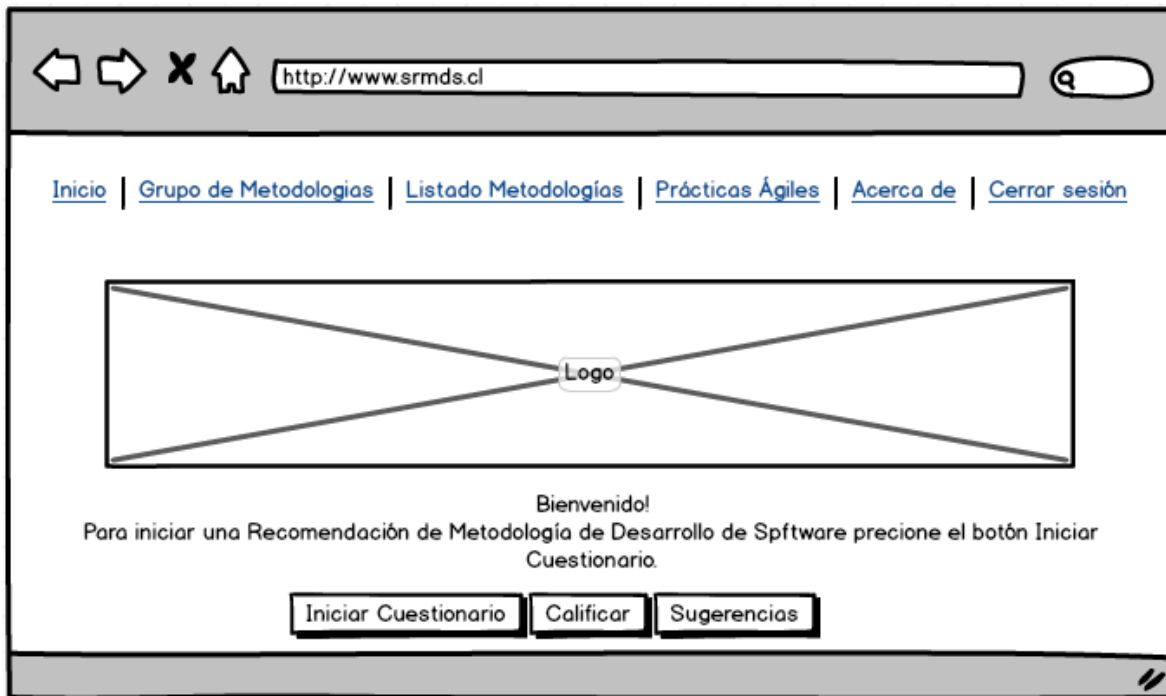 http://www.srmds.cl
Inicio | Grupo de Metodologias | Listado Metodologías | Prácticas Ágiles | Acerca de | Cerrar sesión
Logo
Bienvenido!
Para iniciar una Recomendación de Metodología de Desarrollo de Spftware precione el botón Iniciar
Cuestionario.
Iniciar Cuestionario Calificar Sugerencias